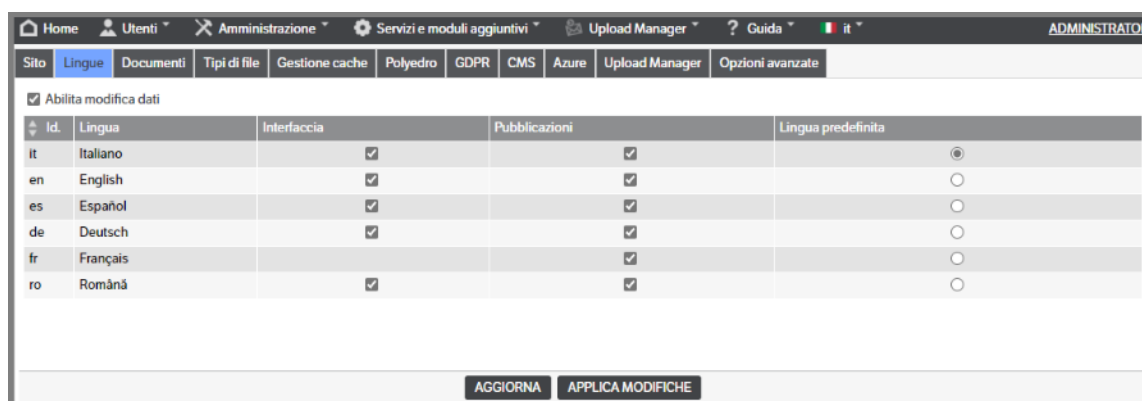 Home Utenti Amministrazione Servizi e moduli aggiuntivi Upload Manager ? Guida it ADMINISTRATO
Sito Lingue Documenti Tipi di file Gestione cache Polyedro GDPR CMS Azure Upload Manager Opzioni avanzate
Abilita modifica dati
Id. Lingua Interfaccia Pubblicazioni Lingua predefinita
it Italiano
en English
es Español
de Deutsch
fr Français
ro Română
AGGIORNA APPLICA MODIFICHE